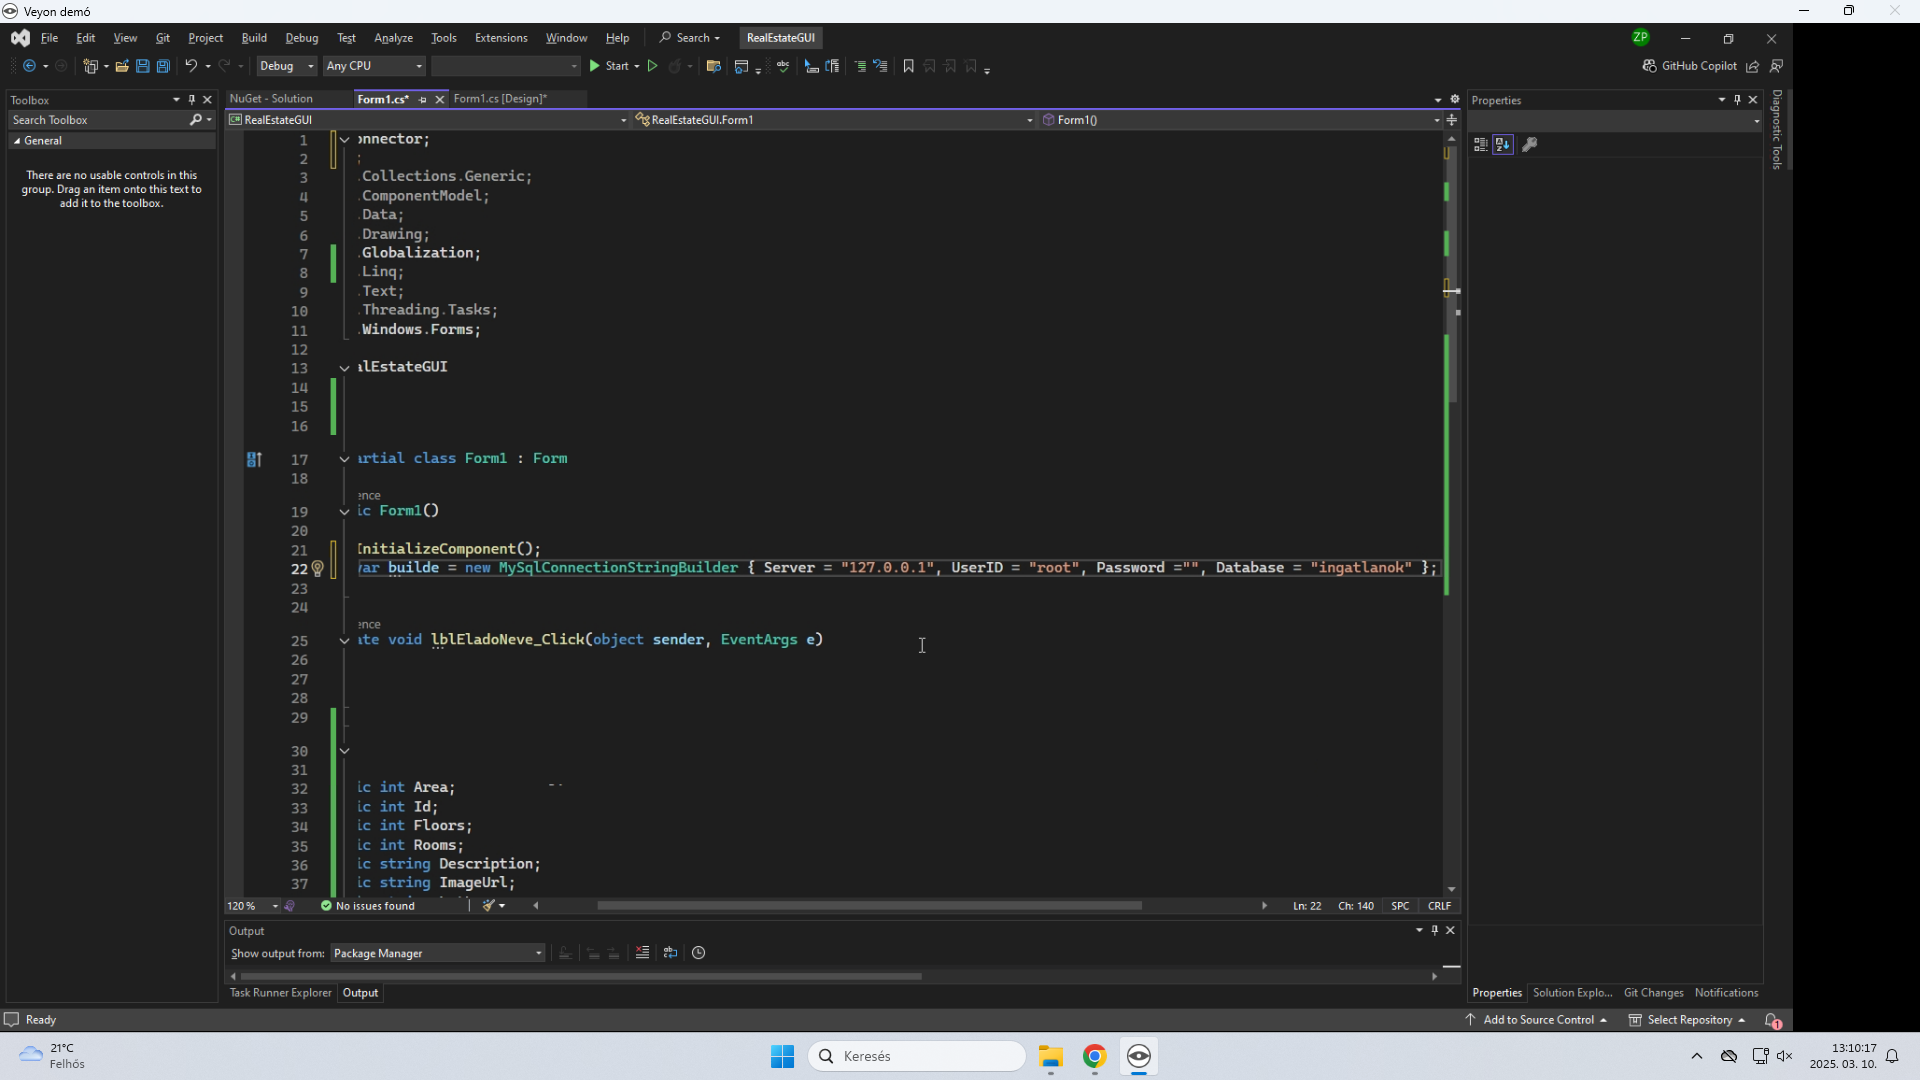 Veyon demó
File Edit View Git Project Build Debug Test Analyze Tools Extensions Window Help Search RealEstateGUI ZP
Debug Any CPU Start GitHub Copilot
Toolbox
Search Toolbox
General
There are no usable controls in this
group. Drag an item onto this text to
add it to the toolbox.
NuGet - Solution Form1.cs* Form1.cs [Design]*
RealEstateGUI RealEstateGUI.Form1 Form1()
1 onnector;
2 ;
3 .Collections.Generic;
4 .ComponentModel;
5 .Data;
6 .Drawing;
7 .Globalization;
8 .Linq;
9 .Text;
10 .Threading.Tasks;
11 .Windows.Forms;
12
13 alEstateGUI
14
15
16
17 artial class Form1 : Form
18
ence
19 ic Form1()
20
21 InitializeComponent();
22 var builde = new MySqlConnectionStringBuilder { Server = "127.0.0.1", UserID = "root", Password ="", Database = "ingatlanok" };
23
24
ence
25 ate void lblEladoNeve_Click(object sender, EventArgs e)
26
27
28
29
30
31
32 ic int Area;
33 ic int Id;
34 ic int Floors;
35 ic int Rooms;
36 ic string Description;
37 ic string ImageUrl;
120 % No issues found Ln: 22 Ch: 140 SPC CRLF
Output
Show output from: Package Manager
Task Runner Explorer Output
Properties
Diagnostic Tools
Properties Solution Explo... Git Changes Notifications
Ready Add to Source Control Select Repository 1
21°C
Felhős
Keresés
13:10:17
2025. 03. 10.